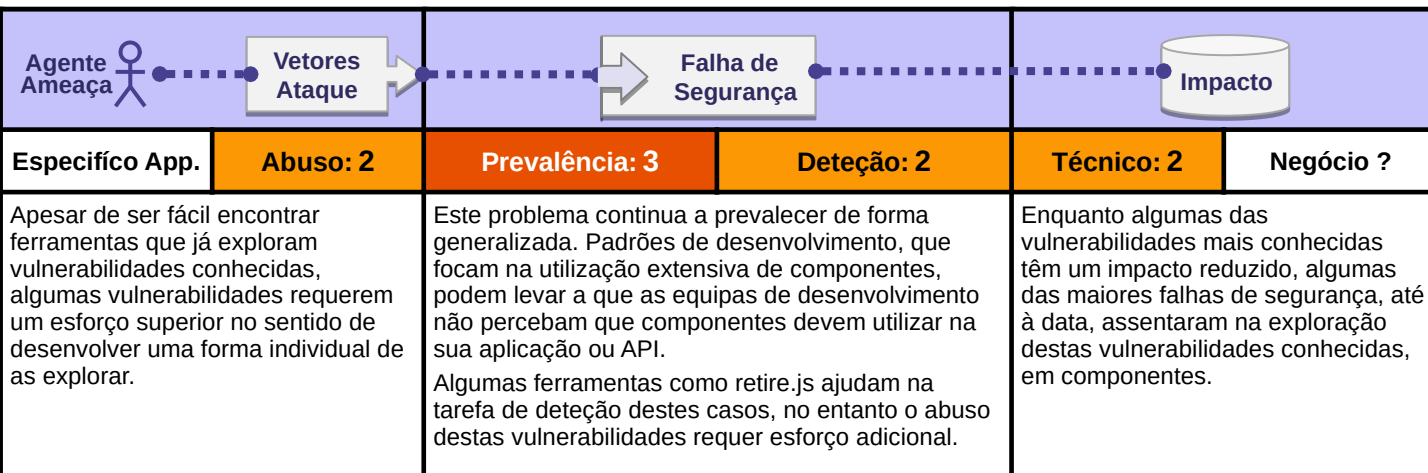 Agente
Ameaça
Vetores
Ataque
Falha de
Segurança
Impacto
Especifíco App.
Abuso: 2
Prevalência: 3
Deteção: 2
Técnico: 2
Negócio ?
Apesar de ser fácil encontrar
ferramentas que já exploram
vulnerabilidades conhecidas,
algumas vulnerabilidades requerem
um esforço superior no sentido de
desenvolver uma forma individual de
as explorar.
Este problema continua a prevalecer de forma
generalizada. Padrões de desenvolvimento, que
focam na utilização extensiva de componentes,
podem levar a que as equipas de desenvolvimento
não percebam que componentes devem utilizar na
sua aplicação ou API.
Algumas ferramentas como retire.js ajudam na
tarefa de deteção destes casos, no entanto o abuso
destas vulnerabilidades requer esforço adicional.
Enquanto algumas das
vulnerabilidades mais conhecidas
têm um impacto reduzido, algumas
das maiores falhas de segurança, até
à data, assentaram na exploração
destas vulnerabilidades conhecidas,
em componentes.